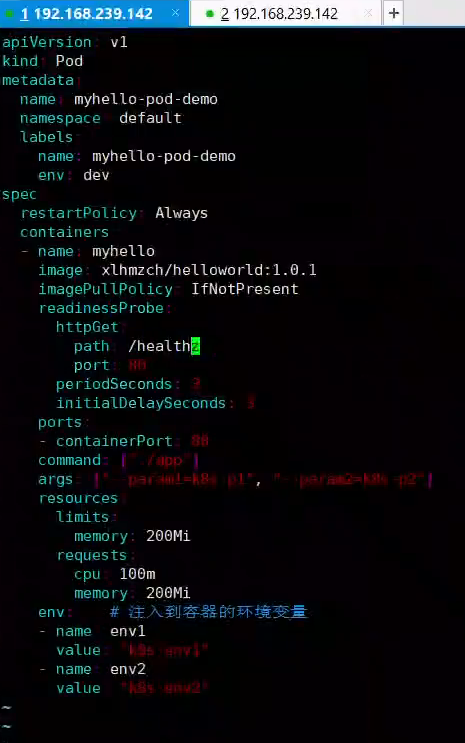 1 192.168.239.142 × 2 192.168.239.142 × +
apiVersion: v1
kind: Pod
metadata:
  name: myhello-pod-demo
  namespace: default
  labels:
    name: myhello-pod-demo
    env: dev
spec:
  restartPolicy: Always
  containers:
  - name: myhello
    image: xlhmzch/helloworld:1.0.1
    imagePullPolicy: IfNotPresent
    readinessProbe:
      httpGet:
        path: /healthz
        port: 80
      periodSeconds: 3
      initialDelaySeconds: 3
    ports:
    - containerPort: 80
    command: ["./app"]
    args: ["--param1=k8s-p1", "--param2=k8s-p2"]
    resources:
      limits:
        memory: 200Mi
      requests:
        cpu: 100m
        memory: 200Mi
    env:    # 注入到容器的环境变量
    - name: env1
      value: "k8s-env1"
    - name: env2
      value: "k8s-env2"
~
~